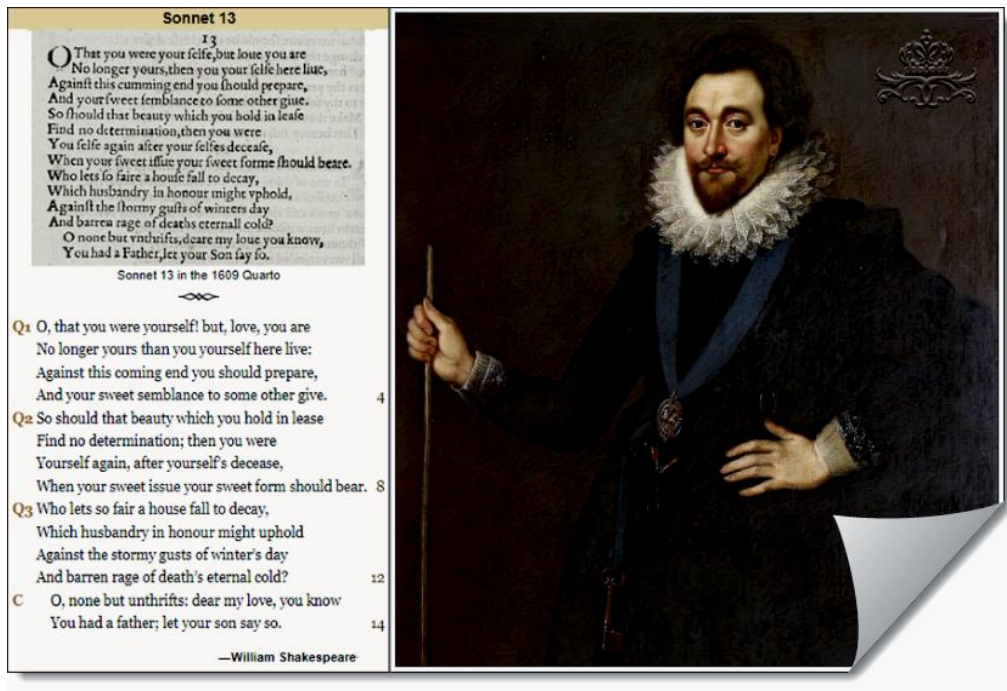 Sonnet 13
13
O That you were your ſelfe,but loue you are
No longer yours,then you your ſelfe here liue,
Againſt this cumming end you ſhould prepare,
And your ſweet ſemblance to ſome other giue.
So ſhould that beauty which you hold in leaſe
Find no determination,then you were
You ſelfe again after your ſelfes deceaſe,
When your ſweet iſſue your ſweet forme ſhould beare.
Who lets ſo faire a houſe fall to decay,
Which husbandry in honour might vphold,
Againſt the ſtormy guſts of winters day
And barren rage of deaths eternall cold?
O none but vnthrifts,deare my loue you know,
You had a Father,let your Son ſay ſo.
Sonnet 13 in the 1609 Quarto
Q1 O, that you were yourself! but, love, you are
No longer yours than you yourself here live:
Against this coming end you should prepare,
And your sweet semblance to some other give. 4
Q2 So should that beauty which you hold in lease
Find no determination; then you were
Yourself again, after yourself's decease,
When your sweet issue your sweet form should bear. 8
Q3 Who lets so fair a house fall to decay,
Which husbandry in honour might uphold
Against the stormy gusts of winter's day
And barren rage of death's eternal cold? 12
C O, none but unthrifts: dear my love, you know
You had a father; let your son say so. 14
—William Shakespeare